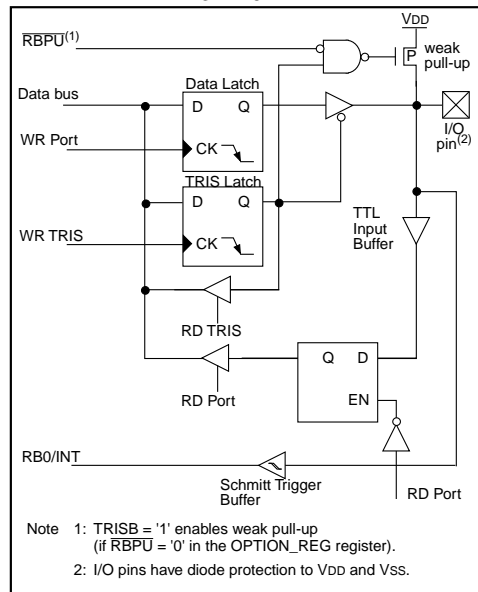 VDD
RBPU(1)
weak
P
pull-up
Data Latch
Data bus
D Q
I/O
pin(2)
WR Port
CK
TRIS Latch
D Q
TTL
Input
Buffer
WR TRIS
CK
RD TRIS
Q D
RD Port
EN
RB0/INT
Schmitt Trigger
Buffer
RD Port
Note 1: TRISB = '1' enables weak pull-up
(if RBPU = '0' in the OPTION_REG register).
2: I/O pins have diode protection to VDD and VSS.